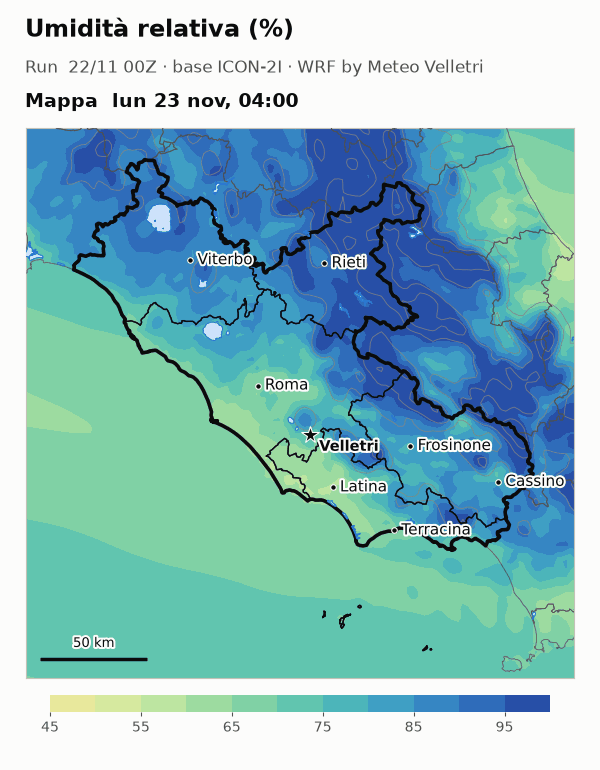 Umidità relativa (%)
Run  22/11 00Z · base ICON-2I · WRF by Meteo Velletri
Mappa  lun 23 nov, 04:00
Viterbo
Rieti
Roma
Velletri
Frosinone
Latina
Cassino
Terracina
50 km
45 55 65 75 85 95